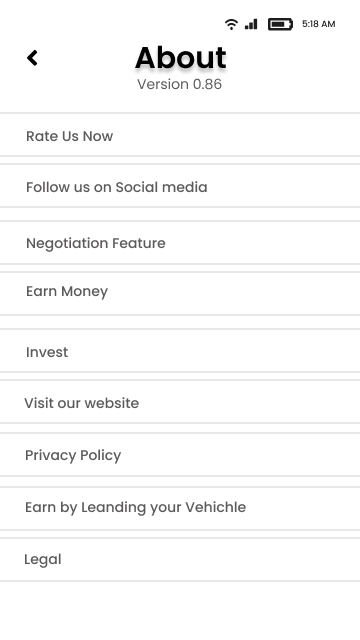 5:18 AM
About
Version 0.86
Rate Us Now
Follow us on Social media
Negotiation Feature
Earn Money
Invest
Visit our website
Privacy Policy
Earn by Leanding your Vehichle
Legal